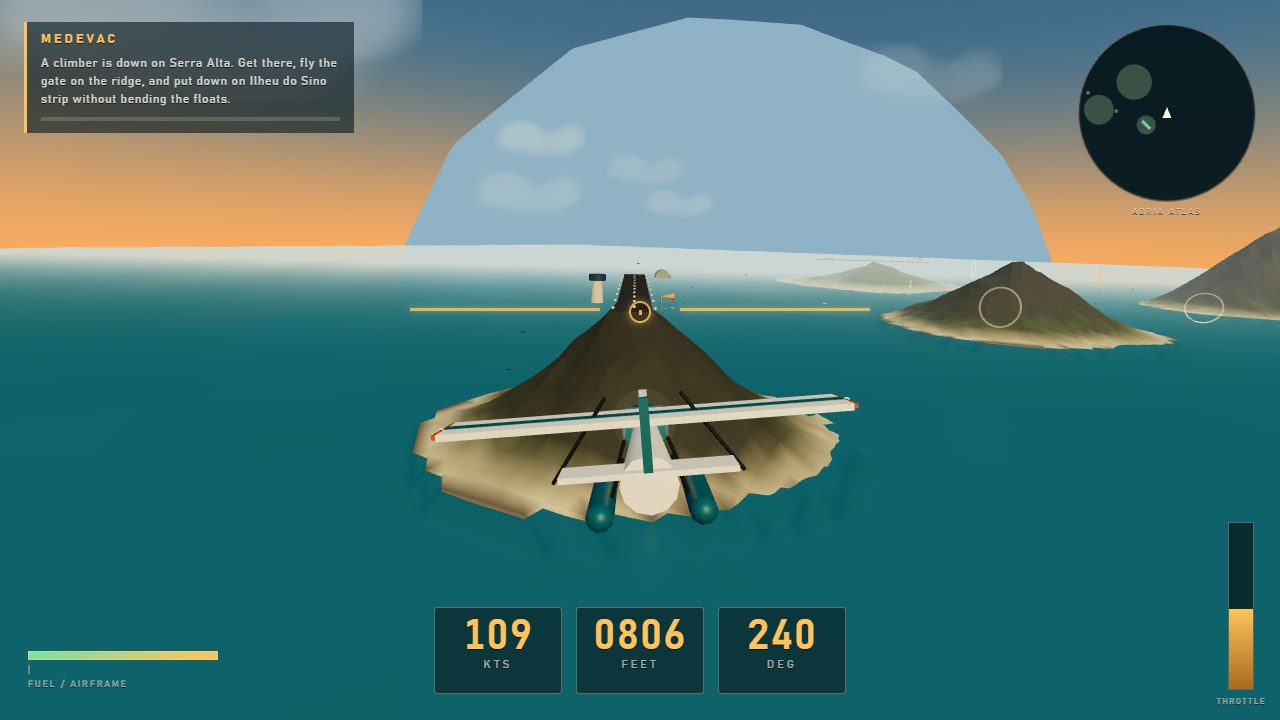 MEDEVAC
A climber is down on Serra Alta. Get there, fly the
gate on the ridge, and put down on Ilheu do Sino
strip without bending the floats.
ADRIA ATLAS
109
KTS
0806
FEET
240
DEG
FUEL / AIRFRAME
THROTTLE